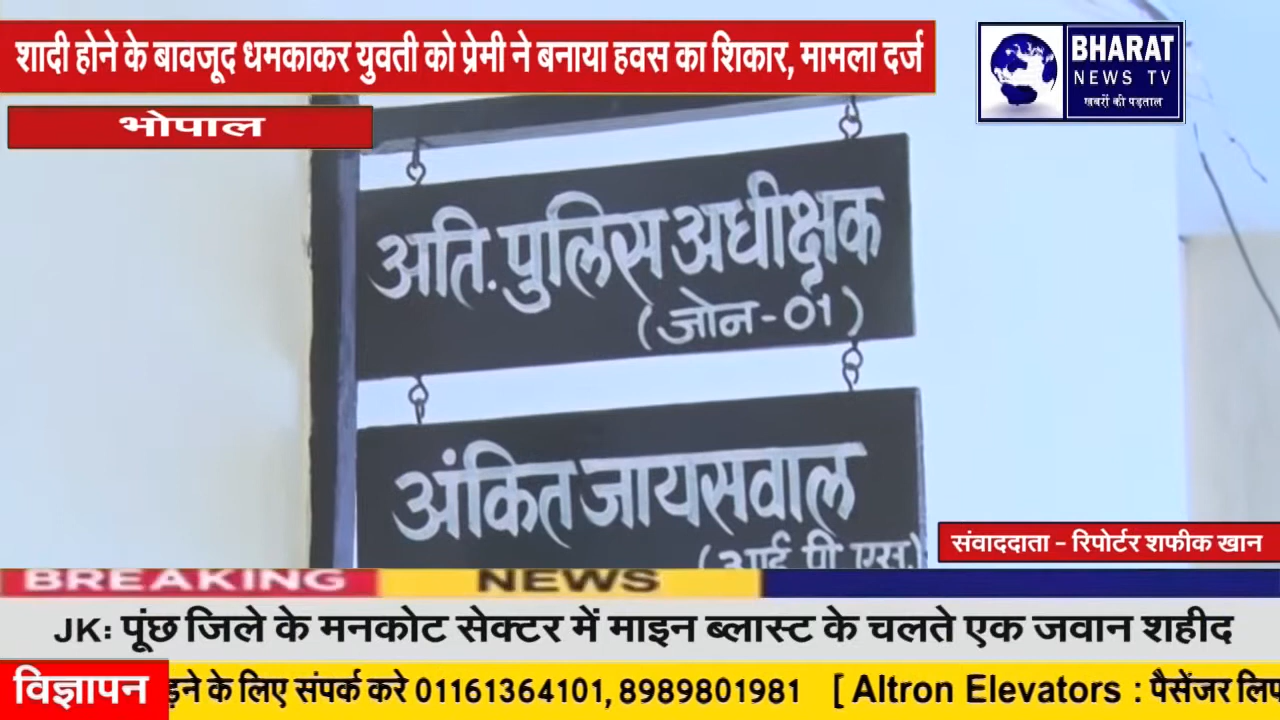 शादी होने के बावजूद धमकाकर युवती को प्रेमी ने बनाया हवस का शिकार, मामला दर्ज
BHARAT
NEWS TV
खबरों की पड़ताल
भोपाल
अति. पुलिस अधीक्षक
(जोन-01)
अंकित जायसवाल
(आई पी एस.)
संवाददाता - रिपोर्टर शफीक खान
BREAKING NEWS
JK: पूंछ जिले के मनकोट सेक्टर में माइन ब्लास्ट के चलते एक जवान शहीद
विज्ञापन
ड़ने के लिए संपर्क करे 01161364101, 8989801981 [ Altron Elevators : पैसेंजर लिफ